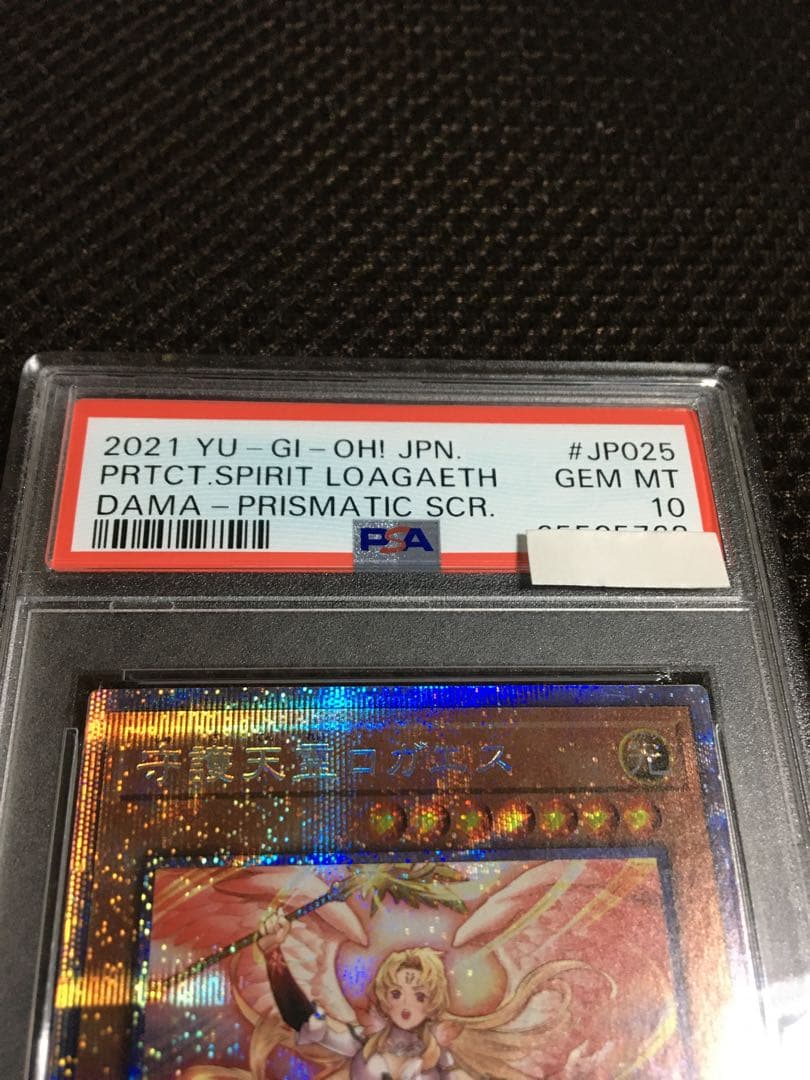 2021 YU-GI-OH! JPN. #JP025
PRTCT.SPIRIT LOAGAETH GEM MT
DAMA-PRISMATIC SCR. 10
PSA
守護天霊ロガエス 光